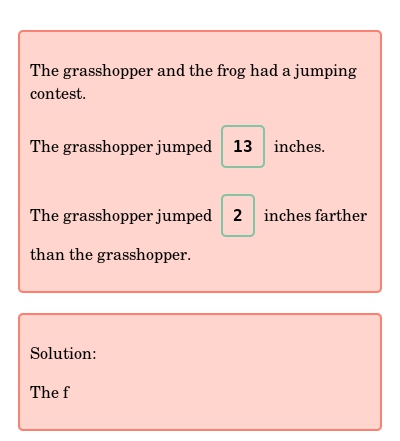 The grasshopper and the frog had a jumping
contest.
The grasshopper jumped 13 inches.
The grasshopper jumped 2 inches farther
than the grasshopper.
Solution:
The f